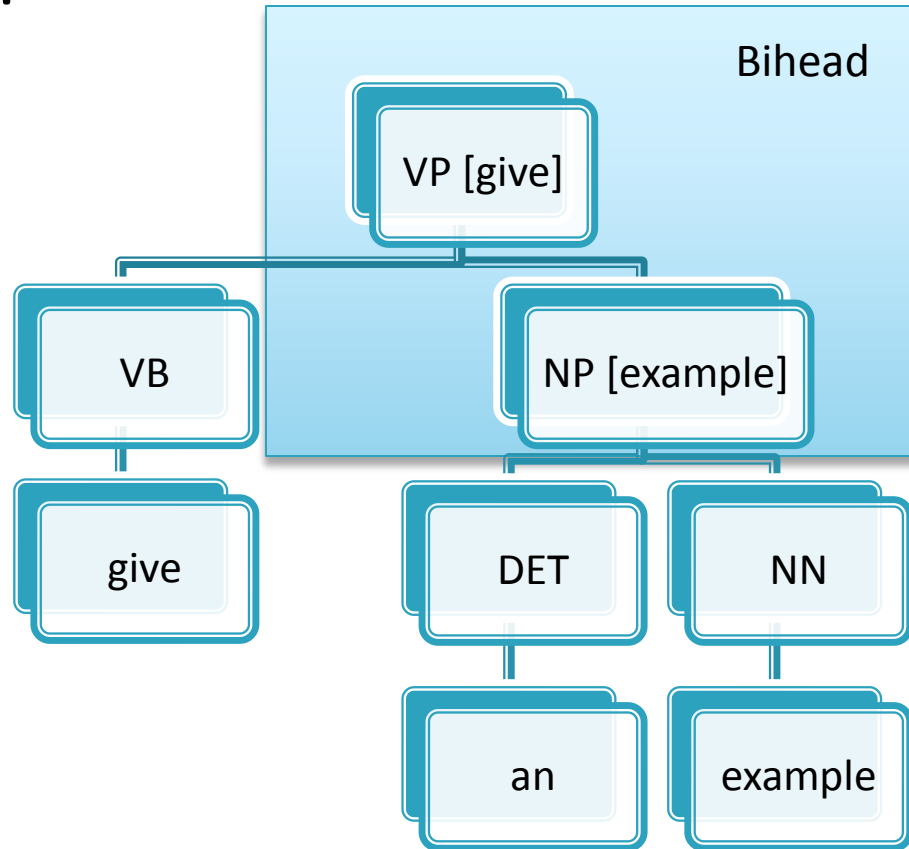 Bihead
VP [give]
VB
NP [example]
give
DET
NN
an
example